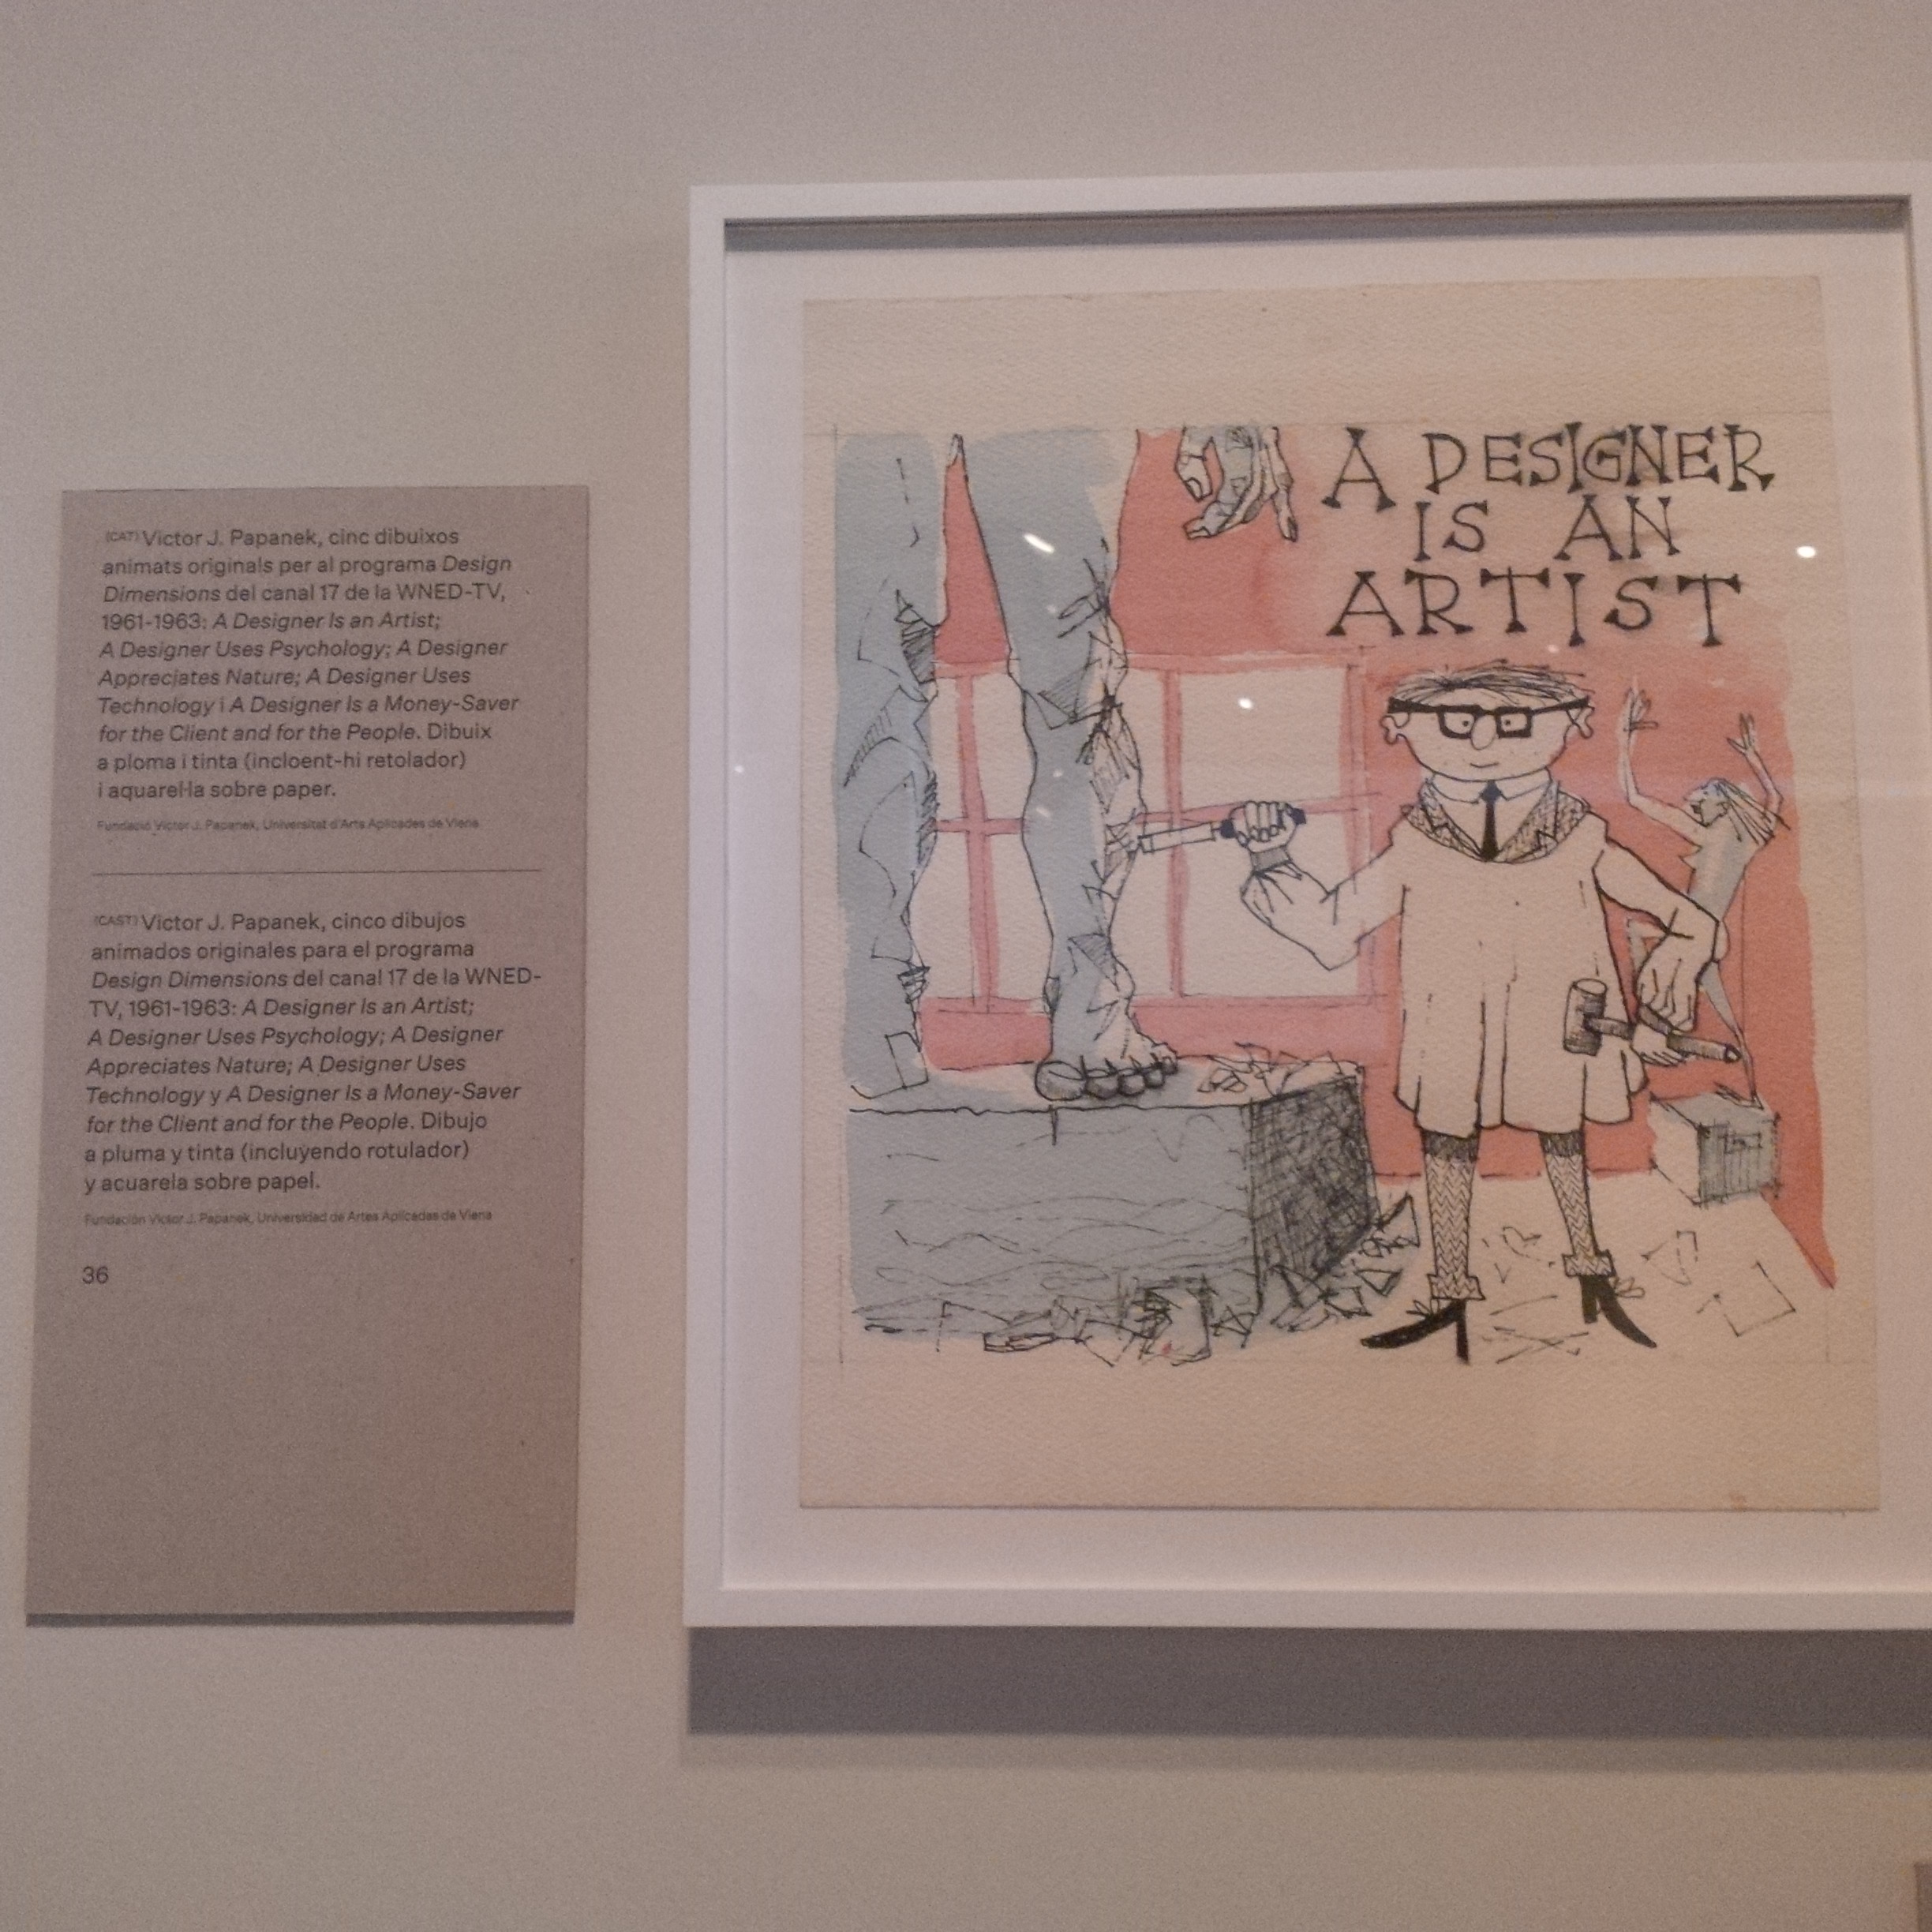 (CAT) Victor J. Papanek, cinc dibuixos
animats originals per al programa Design
Dimensions del canal 17 de la WNED-TV,
1961-1963: A Designer Is an Artist;
A Designer Uses Psychology; A Designer
Appreciates Nature; A Designer Uses
Technology i A Designer Is a Money-Saver
for the Client and for the People. Dibuix
a ploma i tinta (incloent-hi retolador)
i aquarel·la sobre paper.
Fundació Victor J. Papanek, Universitat d'Arts Aplicades de Viena
(CAST) Victor J. Papanek, cinco dibujos
animados originales para el programa
Design Dimensions del canal 17 de la WNED-
TV, 1961-1963: A Designer Is an Artist;
A Designer Uses Psychology; A Designer
Appreciates Nature; A Designer Uses
Technology y A Designer Is a Money-Saver
for the Client and for the People. Dibujo
a pluma y tinta (incluyendo rotulador)
y acuarela sobre papel.
Fundación Victor J. Papanek, Universidad de Artes Aplicadas de Viena
36
A DESIGNER
IS AN
ARTIST